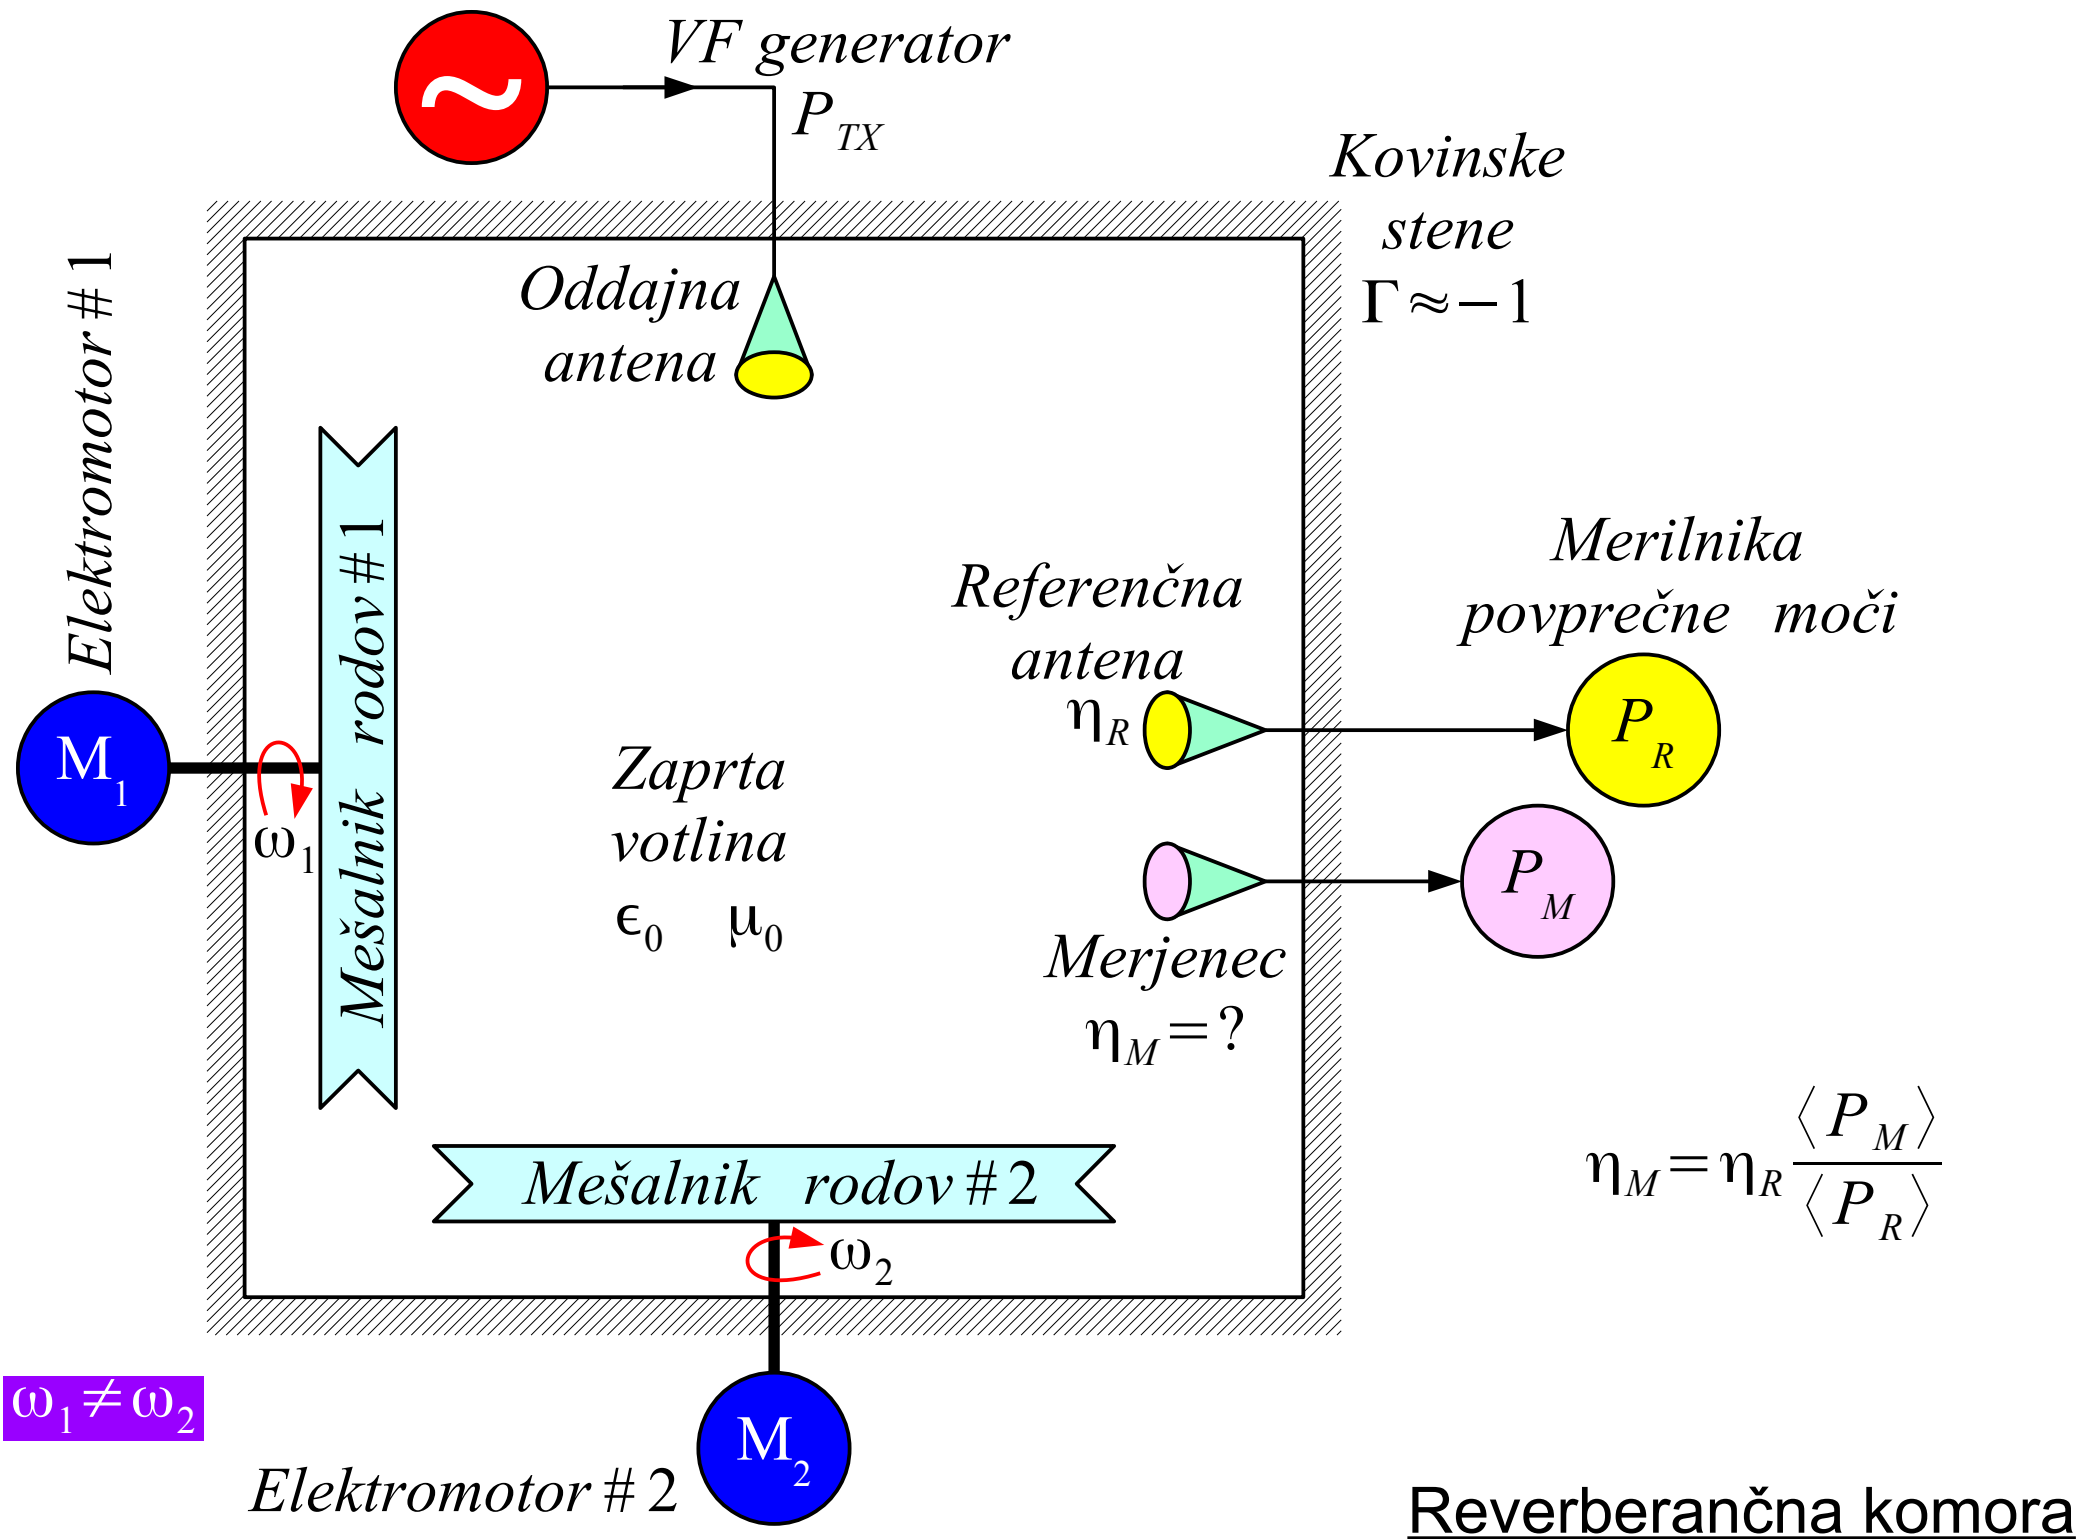 VF generator
P_TX
Kovinske
stene
Γ≈−1
Oddajna
antena
Elektromotor#1
M_1
ω_1
Mešalnik rodov#1
Zaprta
votlina
ϵ_0 μ_0
Referenčna
antena
η_R
Merilnika
povprečne moči
P_R
P_M
Merjenec
η_M=?
η_M=η_R ⟨P_M⟩/⟨P_R⟩
Mešalnik rodov#2
ω_2
ω_1≠ω_2
M_2
Elektromotor#2
Reverberančna komora